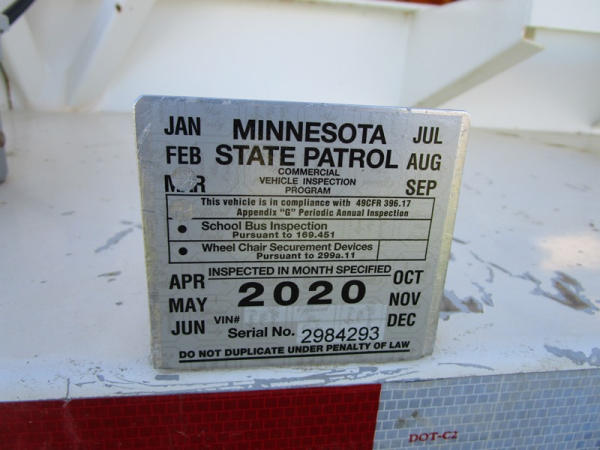 JAN MINNESOTA JUL
FEB STATE PATROL AUG
MAR COMMERCIAL VEHICLE INSPECTION PROGRAM SEP
This vehicle is in compliance with 49CFR 396.17
Appendix "G" Periodic Annual Inspection
• School Bus Inspection
Pursuant to 169.451
• Wheel Chair Securement Devices
Pursuant to 299a.11
APR INSPECTED IN MONTH SPECIFIED OCT
MAY 2020 NOV
JUN VIN# DEC
Serial No. 2984293
DO NOT DUPLICATE UNDER PENALTY OF LAW
DOT-C2